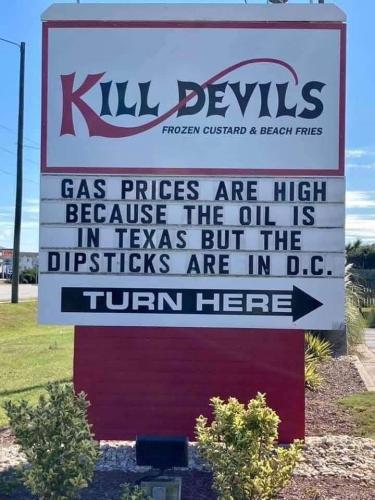 KILL DEVILS
FROZEN CUSTARD & BEACH FRIES
GAS PRICES ARE HIGH
BECAUSE THE OIL IS
IN TEXAS BUT THE
DIPSTICKS ARE IN D.C.
TURN HERE